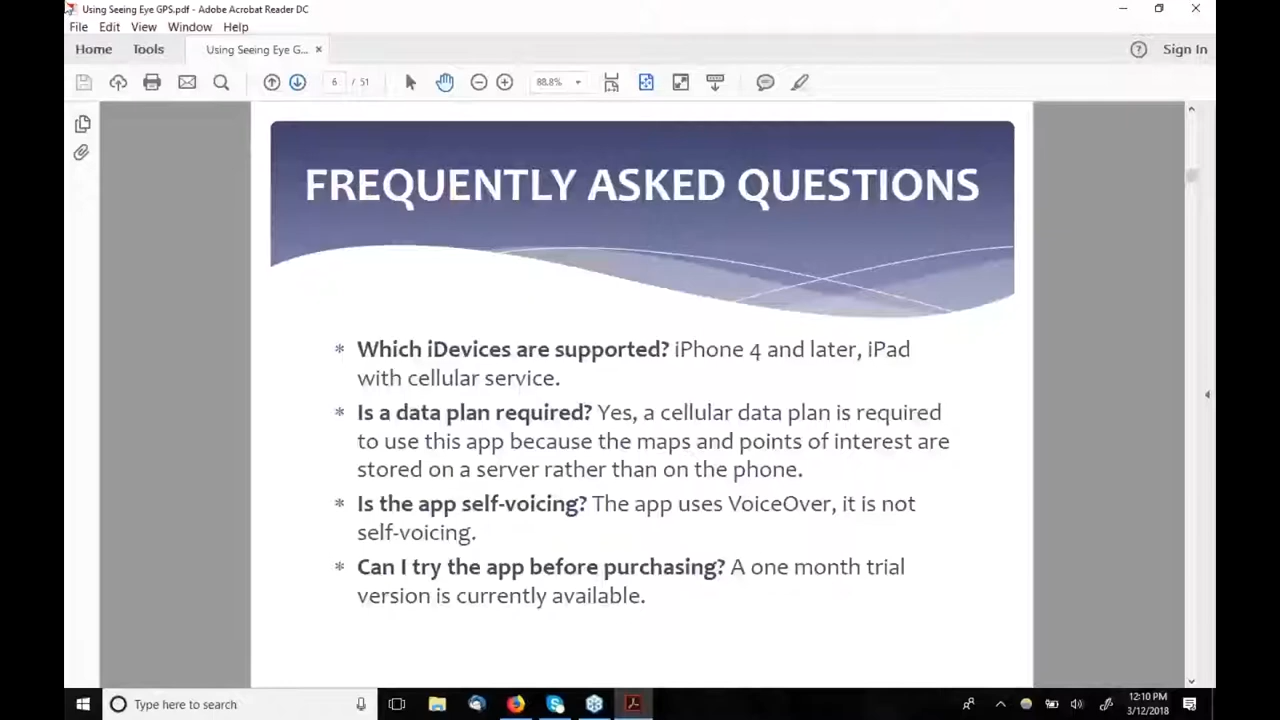 Using Seeing Eye GPS.pdf - Adobe Acrobat Reader DC
File Edit View Window Help
Home Tools Using Seeing Eye G... × Sign In
6 / 51 88.8%
FREQUENTLY ASKED QUESTIONS
* Which iDevices are supported? iPhone 4 and later, iPad
with cellular service.
* Is a data plan required? Yes, a cellular data plan is required
to use this app because the maps and points of interest are
stored on a server rather than on the phone.
* Is the app self-voicing? The app uses VoiceOver, it is not
self-voicing.
* Can I try the app before purchasing? A one month trial
version is currently available.
Type here to search
12:10 PM
3/12/2018